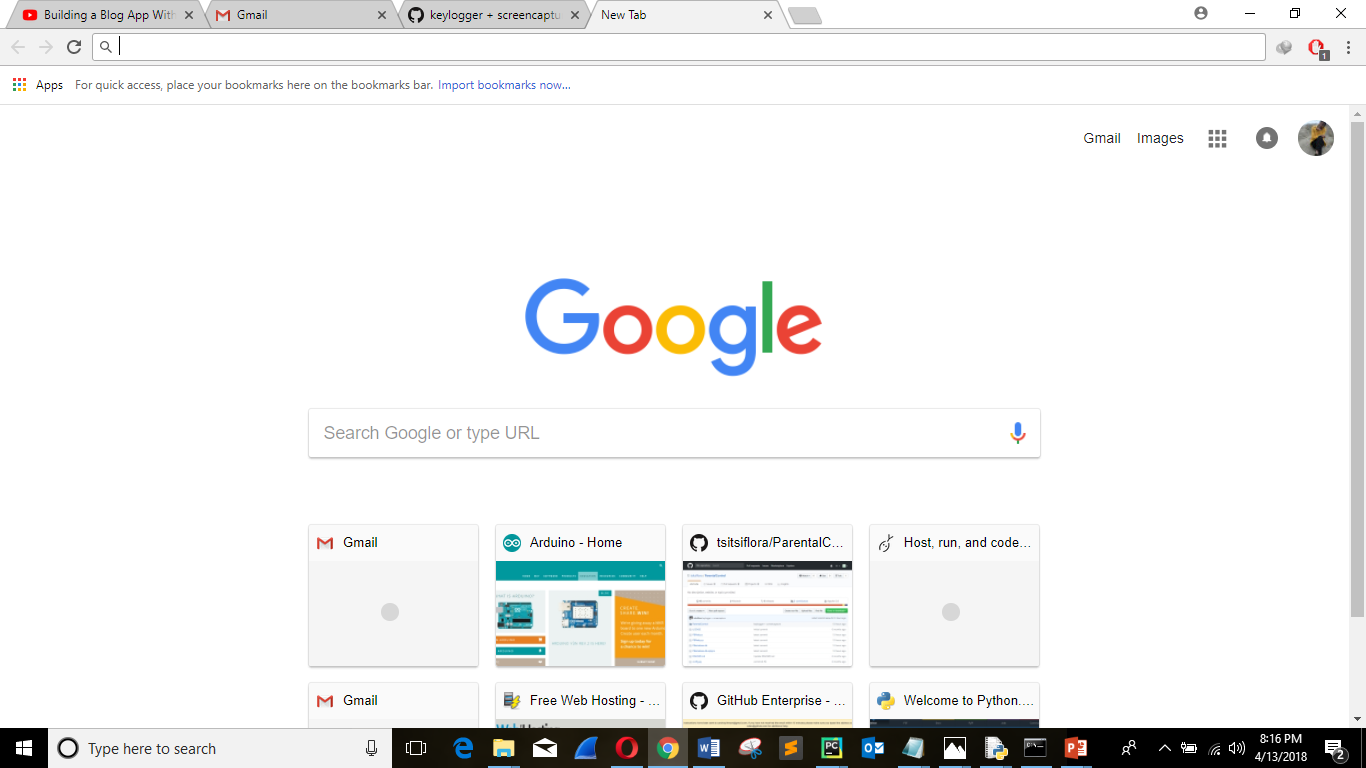 Building a Blog App With
Gmail
keylogger + screencaptu
New Tab
Apps
For quick access, place your bookmarks here on the bookmarks bar. Import bookmarks now...
1
Gmail
Images
Google
Search Google or type URL
Gmail
Arduino - Home
tsitsiflora/ParentalC...
Host, run, and code...
Gmail
Free Web Hosting - ...
GitHub Enterprise - ...
Welcome to Python....
Type here to search
8:16 PM
4/13/2018
2